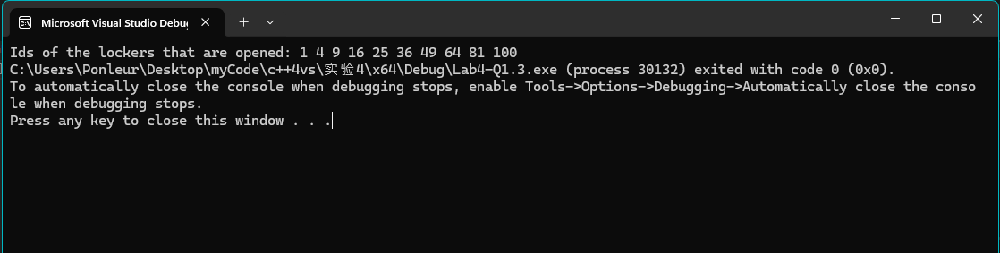 Microsoft Visual Studio Debug
Ids of the lockers that are opened: 1 4 9 16 25 36 49 64 81 100
C:\Users\Ponleur\Desktop\myCode\c++4vs\实验4\x64\Debug\Lab4-Q1.3.exe (process 30132) exited with code 0 (0x0).
To automatically close the console when debugging stops, enable Tools->Options->Debugging->Automatically close the conso
le when debugging stops.
Press any key to close this window . . .